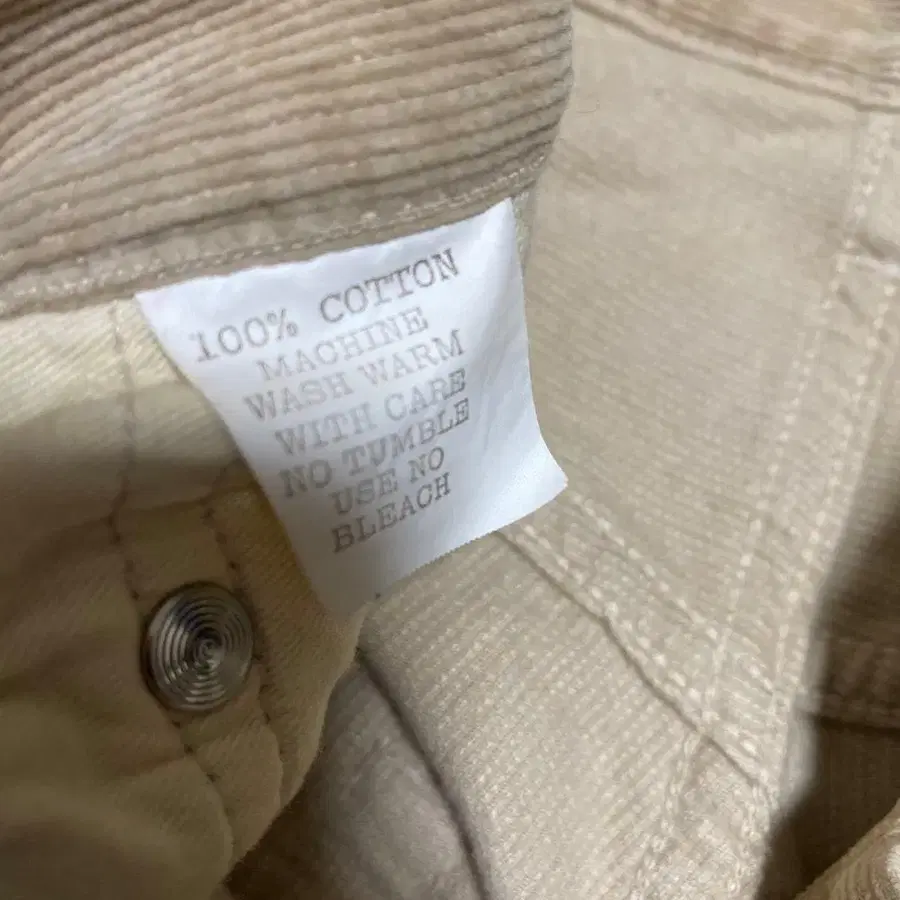 100% COTTON
MACHINE
WASH WARM
WITH CARE
NO TUMBLE
USE NO
BLEACH